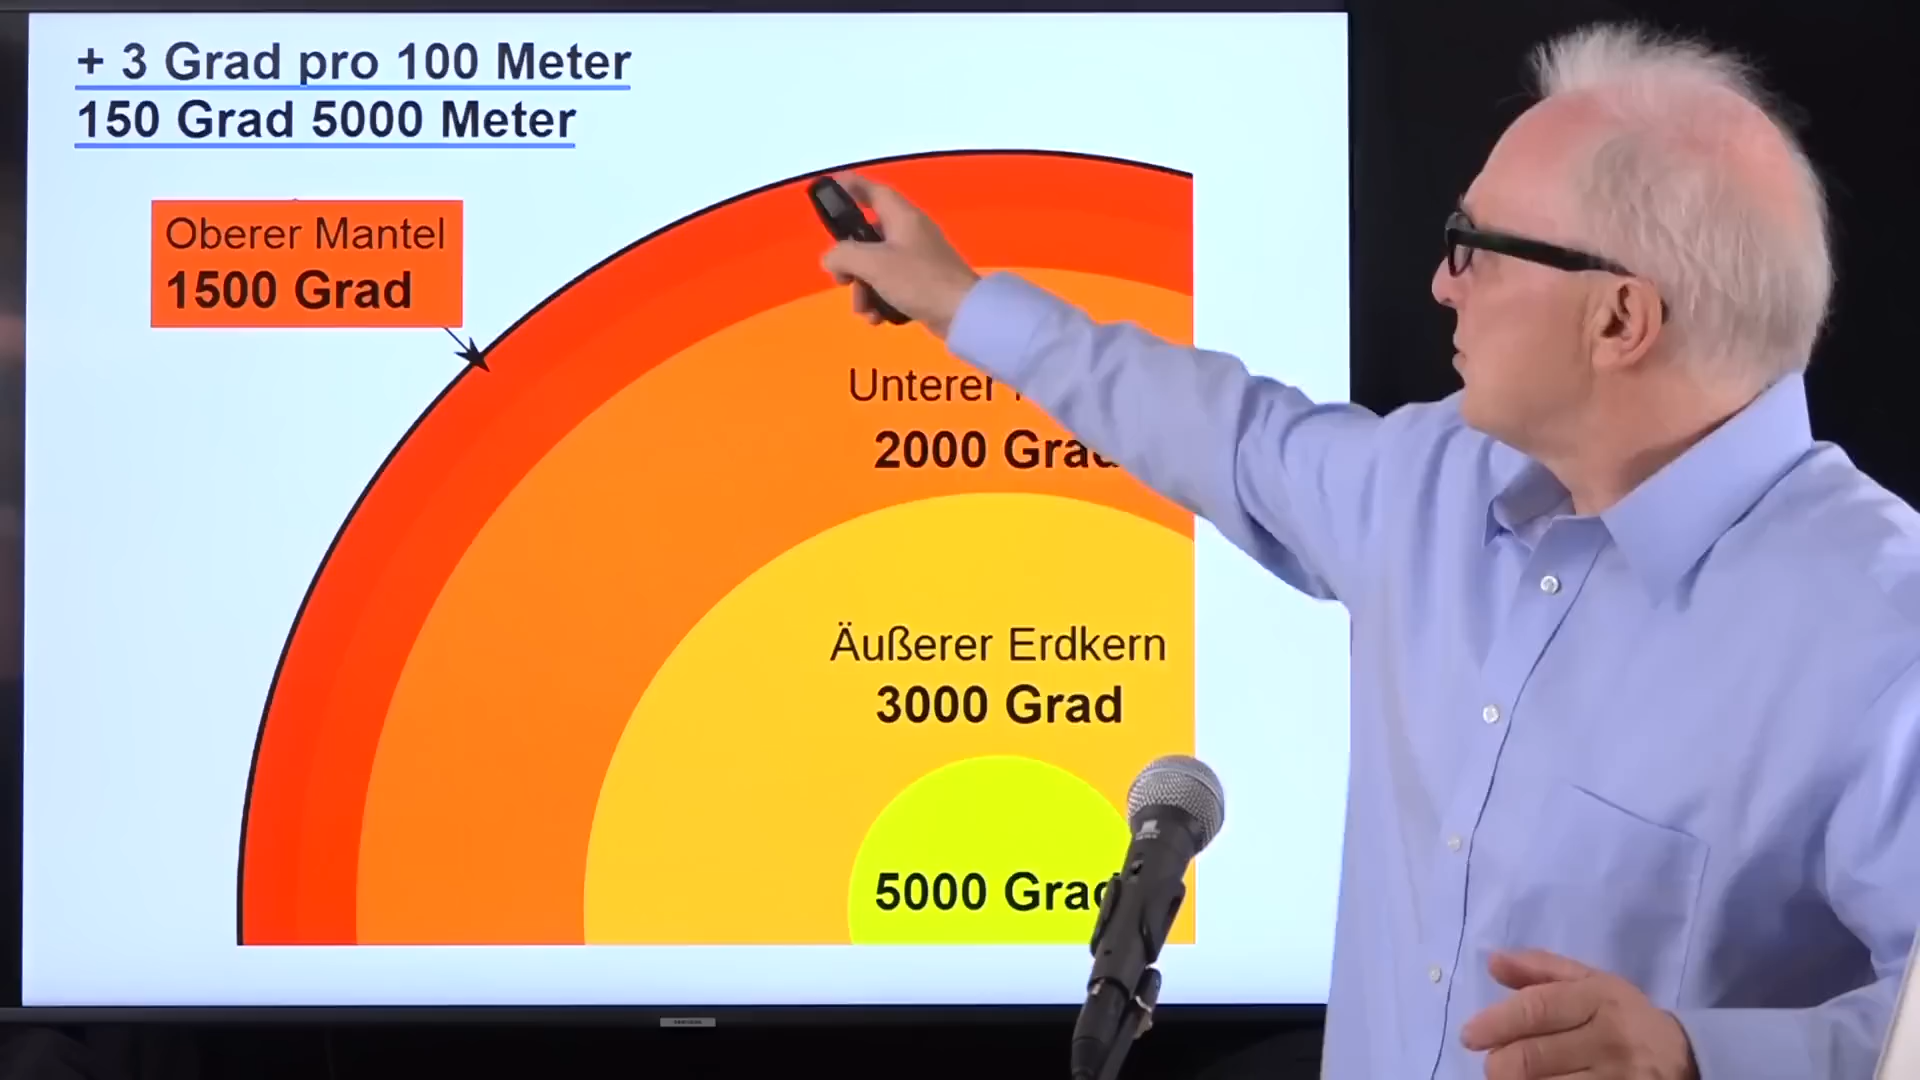 + 3 Grad pro 100 Meter
150 Grad 5000 Meter
Oberer Mantel
1500 Grad
Unterer
2000 Grad
Äußerer Erdkern
3000 Grad
5000 Grad